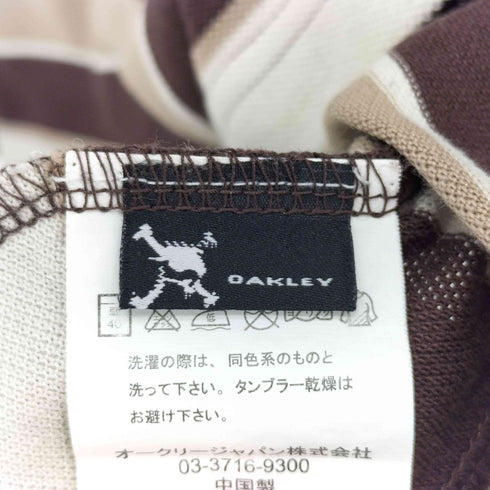 OAKLEY
40
洗濯の際は、同色系のものと
洗って下さい。タンブラー乾燥は
お避け下さい。
オークリージャパン株式会社
03-3716-9300
中国製